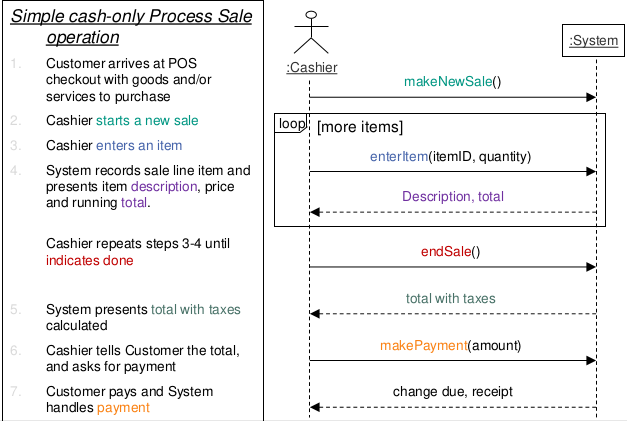 Simple cash-only Process Sale
operation
1. Customer arrives at POS
checkout with goods and/or
services to purchase
2. Cashier starts a new sale
3. Cashier enters an item
4. System records sale line item and
presents item description, price
and running total.
Cashier repeats steps 3-4 until
indicates done
5. System presents total with taxes
calculated
6. Cashier tells Customer the total,
and asks for payment
7. Customer pays and System
handles payment
:Cashier
:System
makeNewSale()
loop [more items]
enterItem(itemID, quantity)
Description, total
endSale()
total with taxes
makePayment(amount)
change due, receipt